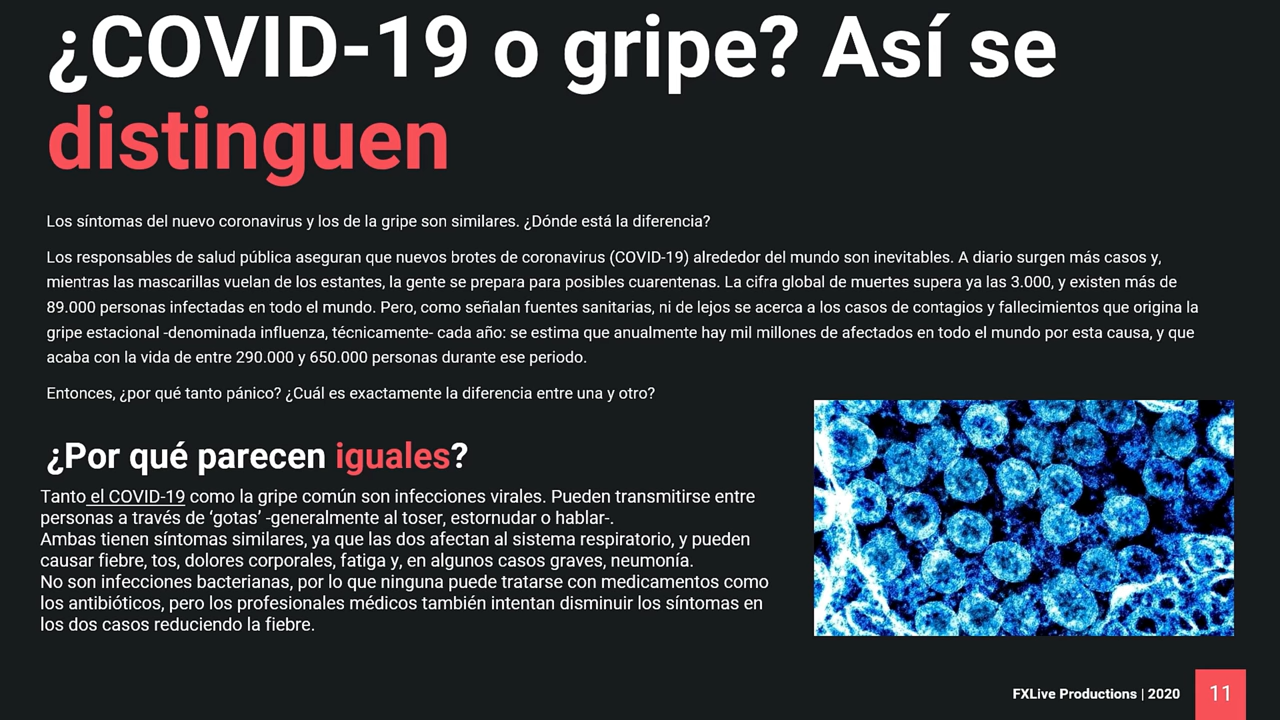 ¿COVID-19 o gripe? Así se
distinguen
Los síntomas del nuevo coronavirus y los de la gripe son similares. ¿Dónde está la diferencia?
Los responsables de salud pública aseguran que nuevos brotes de coronavirus (COVID-19) alrededor del mundo son inevitables. A diario surgen más casos y,
mientras las mascarillas vuelan de los estantes, la gente se prepara para posibles cuarentenas. La cifra global de muertes supera ya las 3.000, y existen más de
89.000 personas infectadas en todo el mundo. Pero, como señalan fuentes sanitarias, ni de lejos se acerca a los casos de contagios y fallecimientos que origina la
gripe estacional -denominada influenza, técnicamente- cada año: se estima que anualmente hay mil millones de afectados en todo el mundo por esta causa, y que
acaba con la vida de entre 290.000 y 650.000 personas durante ese periodo.
Entonces, ¿por qué tanto pánico? ¿Cuál es exactamente la diferencia entre una y otro?
¿Por qué parecen iguales?
Tanto el COVID-19 como la gripe común son infecciones virales. Pueden transmitirse entre
personas a través de ‘gotas’ -generalmente al toser, estornudar o hablar-.
Ambas tienen síntomas similares, ya que las dos afectan al sistema respiratorio, y pueden
causar fiebre, tos, dolores corporales, fatiga y, en algunos casos graves, neumonía.
No son infecciones bacterianas, por lo que ninguna puede tratarse con medicamentos como
los antibióticos, pero los profesionales médicos también intentan disminuir los síntomas en
los dos casos reduciendo la fiebre.
FXLive Productions | 2020
11